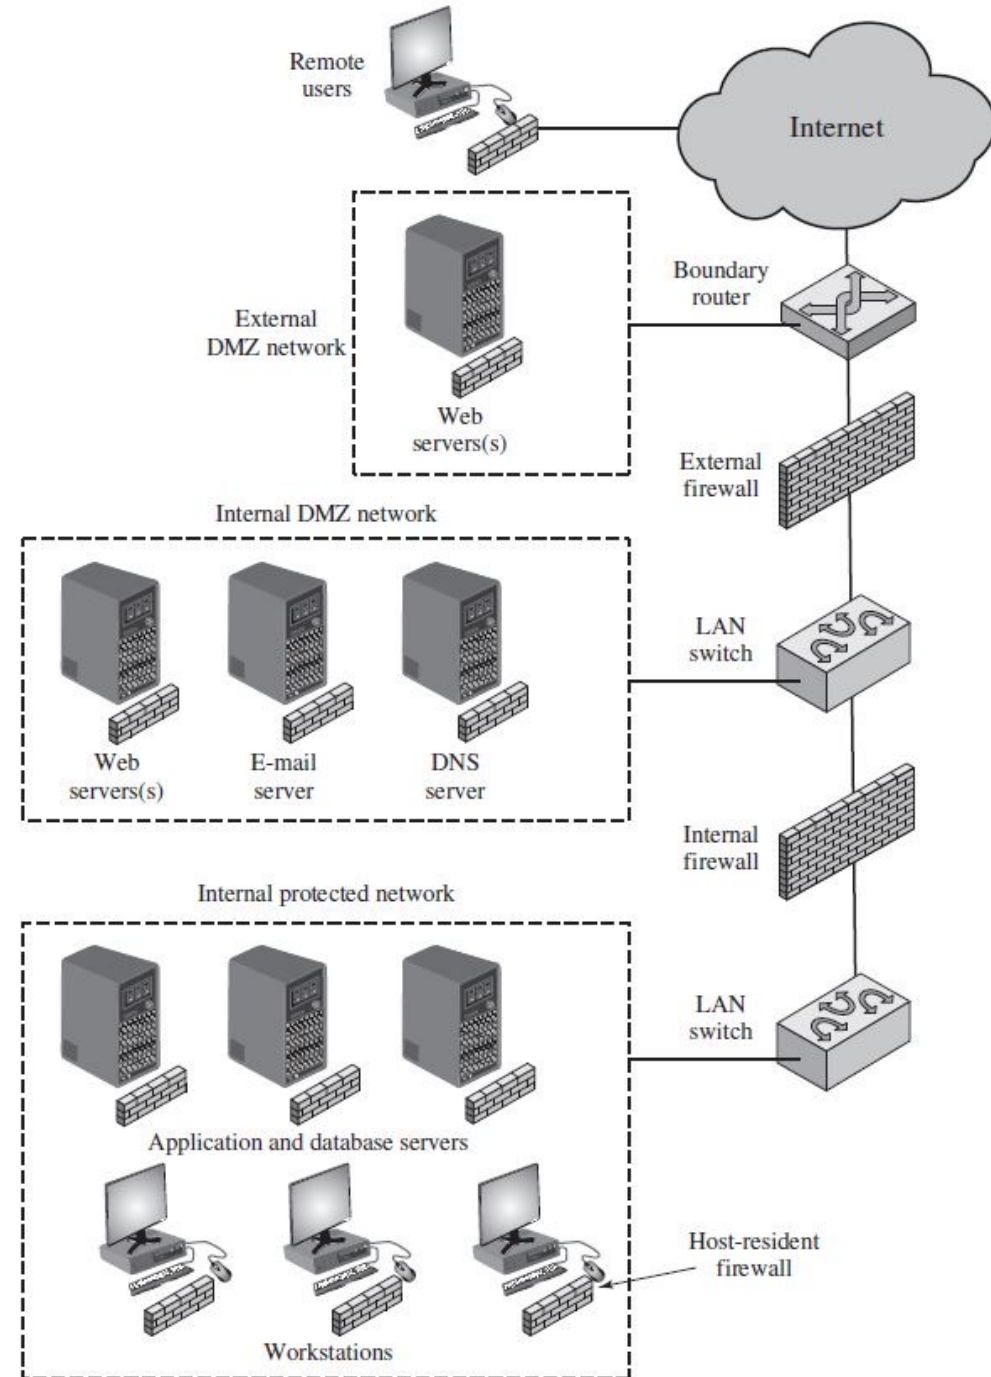 Remote
users
Internet
Boundary
router
External
DMZ network
Web
servers(s)
External
firewall
Internal DMZ network
LAN
switch
Web
servers(s)
E-mail
server
DNS
server
Internal
firewall
Internal protected network
LAN
switch
Application and database servers
Host-resident
firewall
Workstations